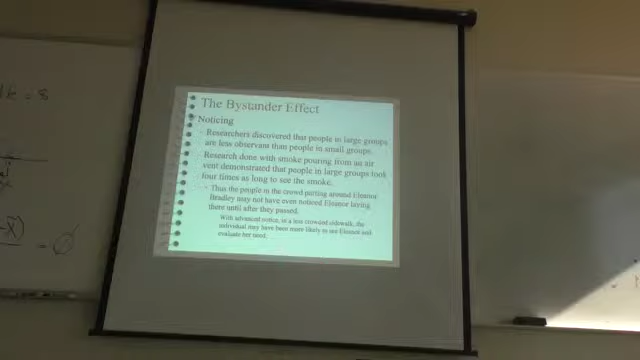 k = 8
= Ø
The Bystander Effect
Noticing
Researchers discovered that people in large groups
are less observant than people in small groups.
Research done with smoke pouring from an air
vent demonstrated that people in large groups took
four times as long to see the smoke.
Thus the people in the crowd parting around Eleanor
Bradley may not have even noticed Eleanor laying
there until after they passed.
With advanced notice, in a less crowded sidewalk, the
individual may have been more likely to see Eleanor and
evaluate her need.